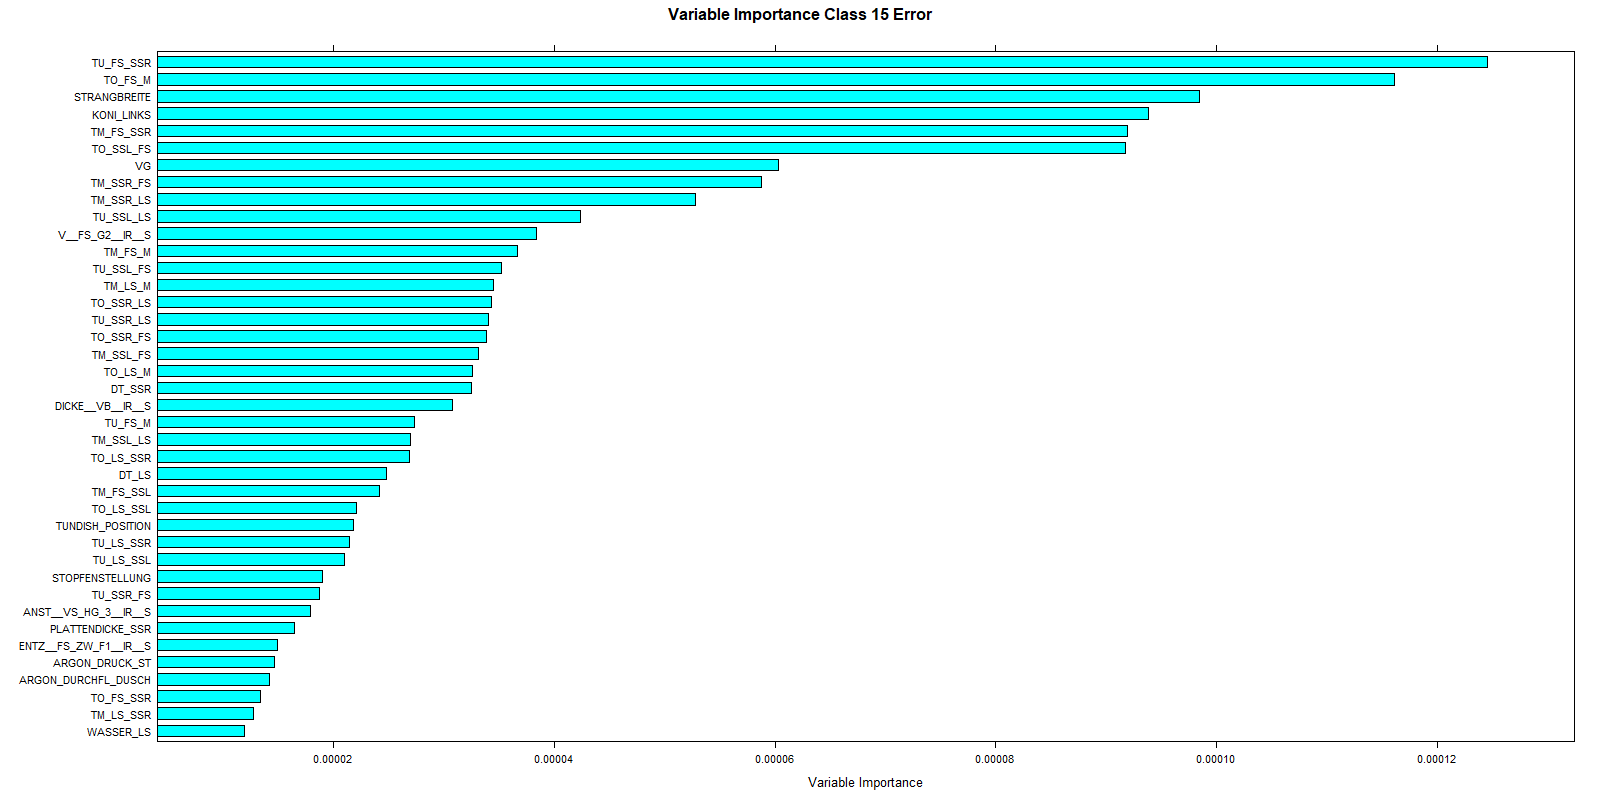 Variable Importance Class 15 Error
TU_FS_SSR
TO_FS_M
STRANGBREITE
KONI_LINKS
TM_FS_SSR
TO_SSL_FS
VG
TM_SSR_FS
TM_SSR_LS
TU_SSL_LS
V__FS_G2__IR__S
TM_FS_M
TU_SSL_FS
TM_LS_M
TO_SSR_LS
TU_SSR_LS
TO_SSR_FS
TM_SSL_FS
TO_LS_M
DT_SSR
DICKE__VB__IR__S
TU_FS_M
TM_SSL_LS
TO_LS_SSR
DT_LS
TM_FS_SSL
TO_LS_SSL
TUNDISH_POSITION
TU_LS_SSR
TU_LS_SSL
STOPFENSTELLUNG
TU_SSR_FS
ANST__VS_HG_3__IR__S
PLATTENDICKE_SSR
ENTZ__FS_ZW_F1__IR__S
ARGON_DRUCK_ST
ARGON_DURCHFL_DUSCH
TO_FS_SSR
TM_LS_SSR
WASSER_LS
0.00002 0.00004 0.00006 0.00008 0.00010 0.00012
Variable Importance